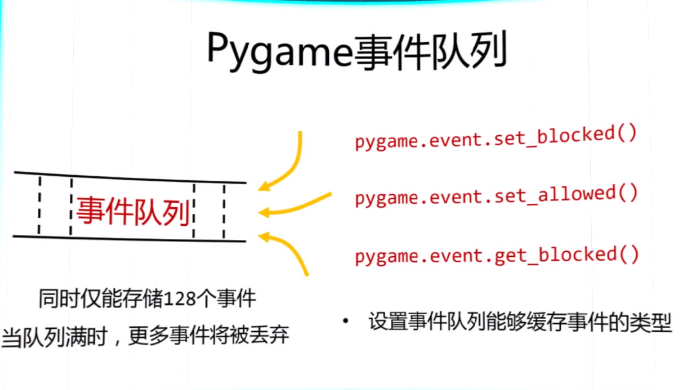 Pygame事件队列
pygame.event.set_blocked()
pygame.event.set_allowed()
事件队列
pygame.event.get_blocked()
同时仅能存储128个事件
当队列满时，更多事件将被丢弃
• 设置事件队列能够缓存事件的类型